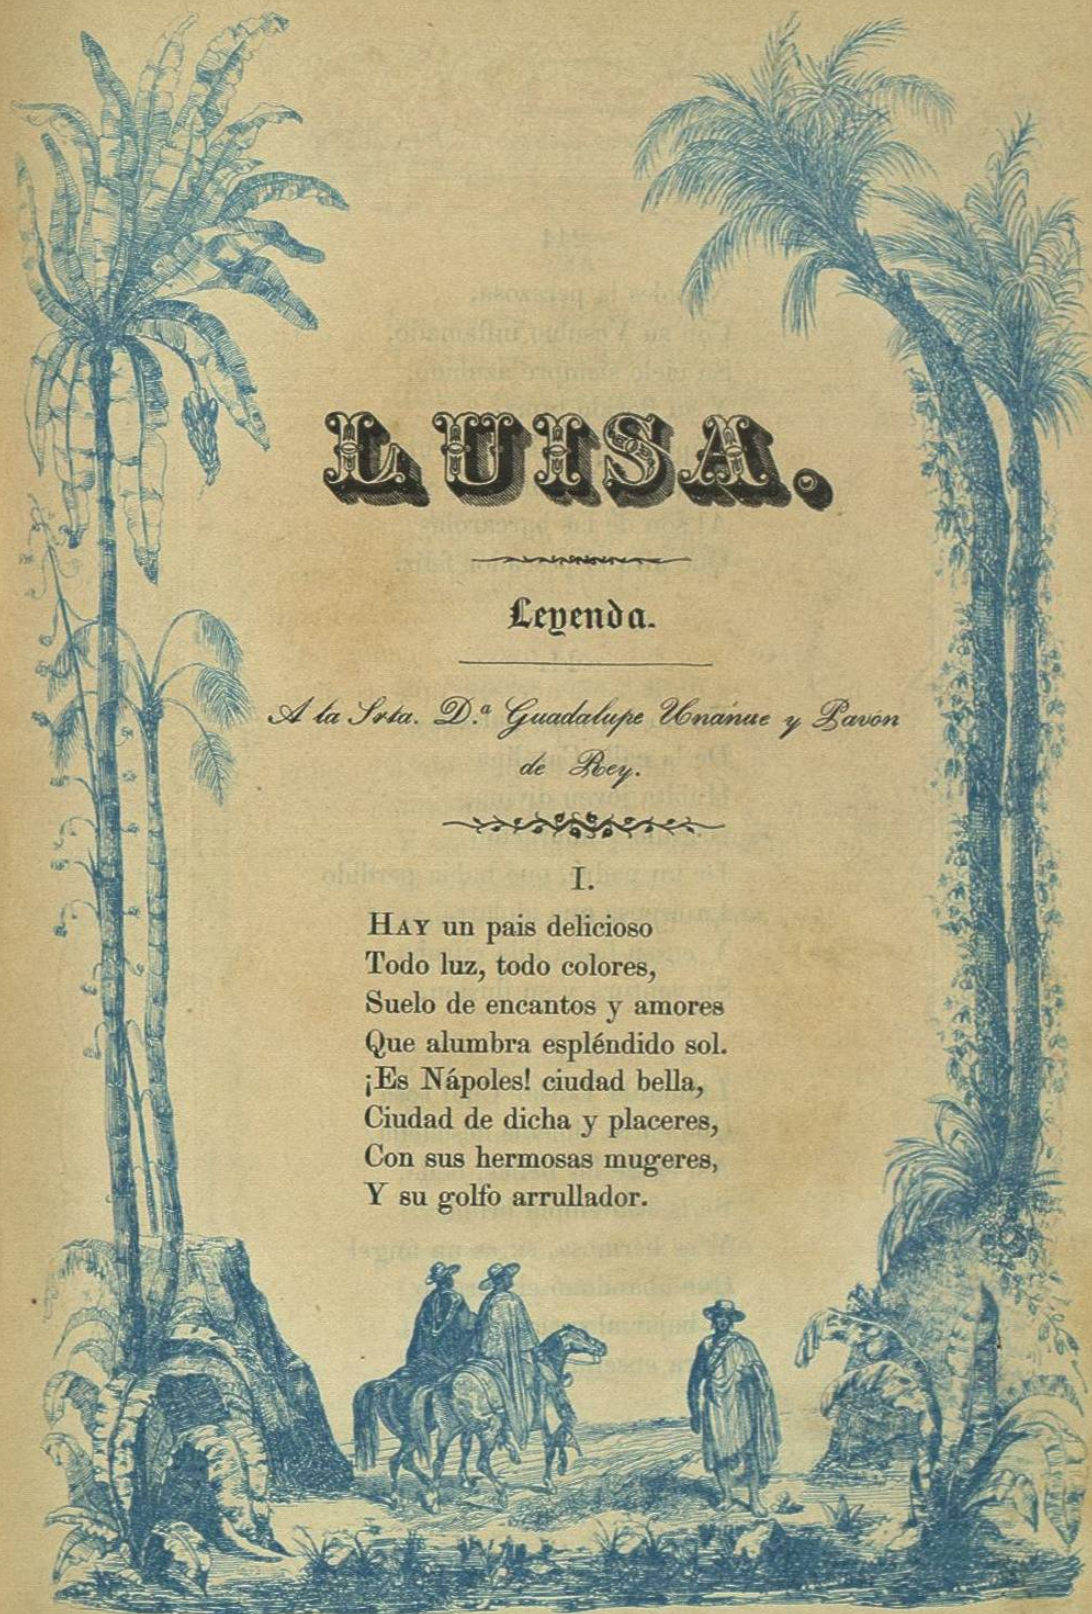 LUISA.
Leyenda.
A la Srta. D.ª Guadalupe Unánue y Pavón
de Rey.
I.
HAY un pais delicioso
Todo luz, todo colores,
Suelo de encantos y amores
Que alumbra espléndido sol.
¡Es Nápoles! ciudad bella,
Ciudad de dicha y placeres,
Con sus hermosas mugeres,
Y su golfo arrullador.